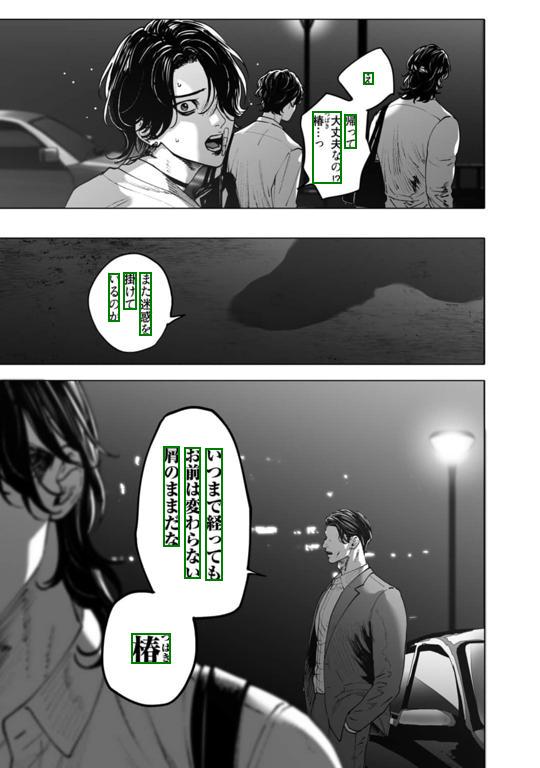 え
帰って
大丈夫なの!?
椿…っ
また迷惑を
掛けて
いるのか
いつまで経っても
お前は変わらない
屑のままだな
椿